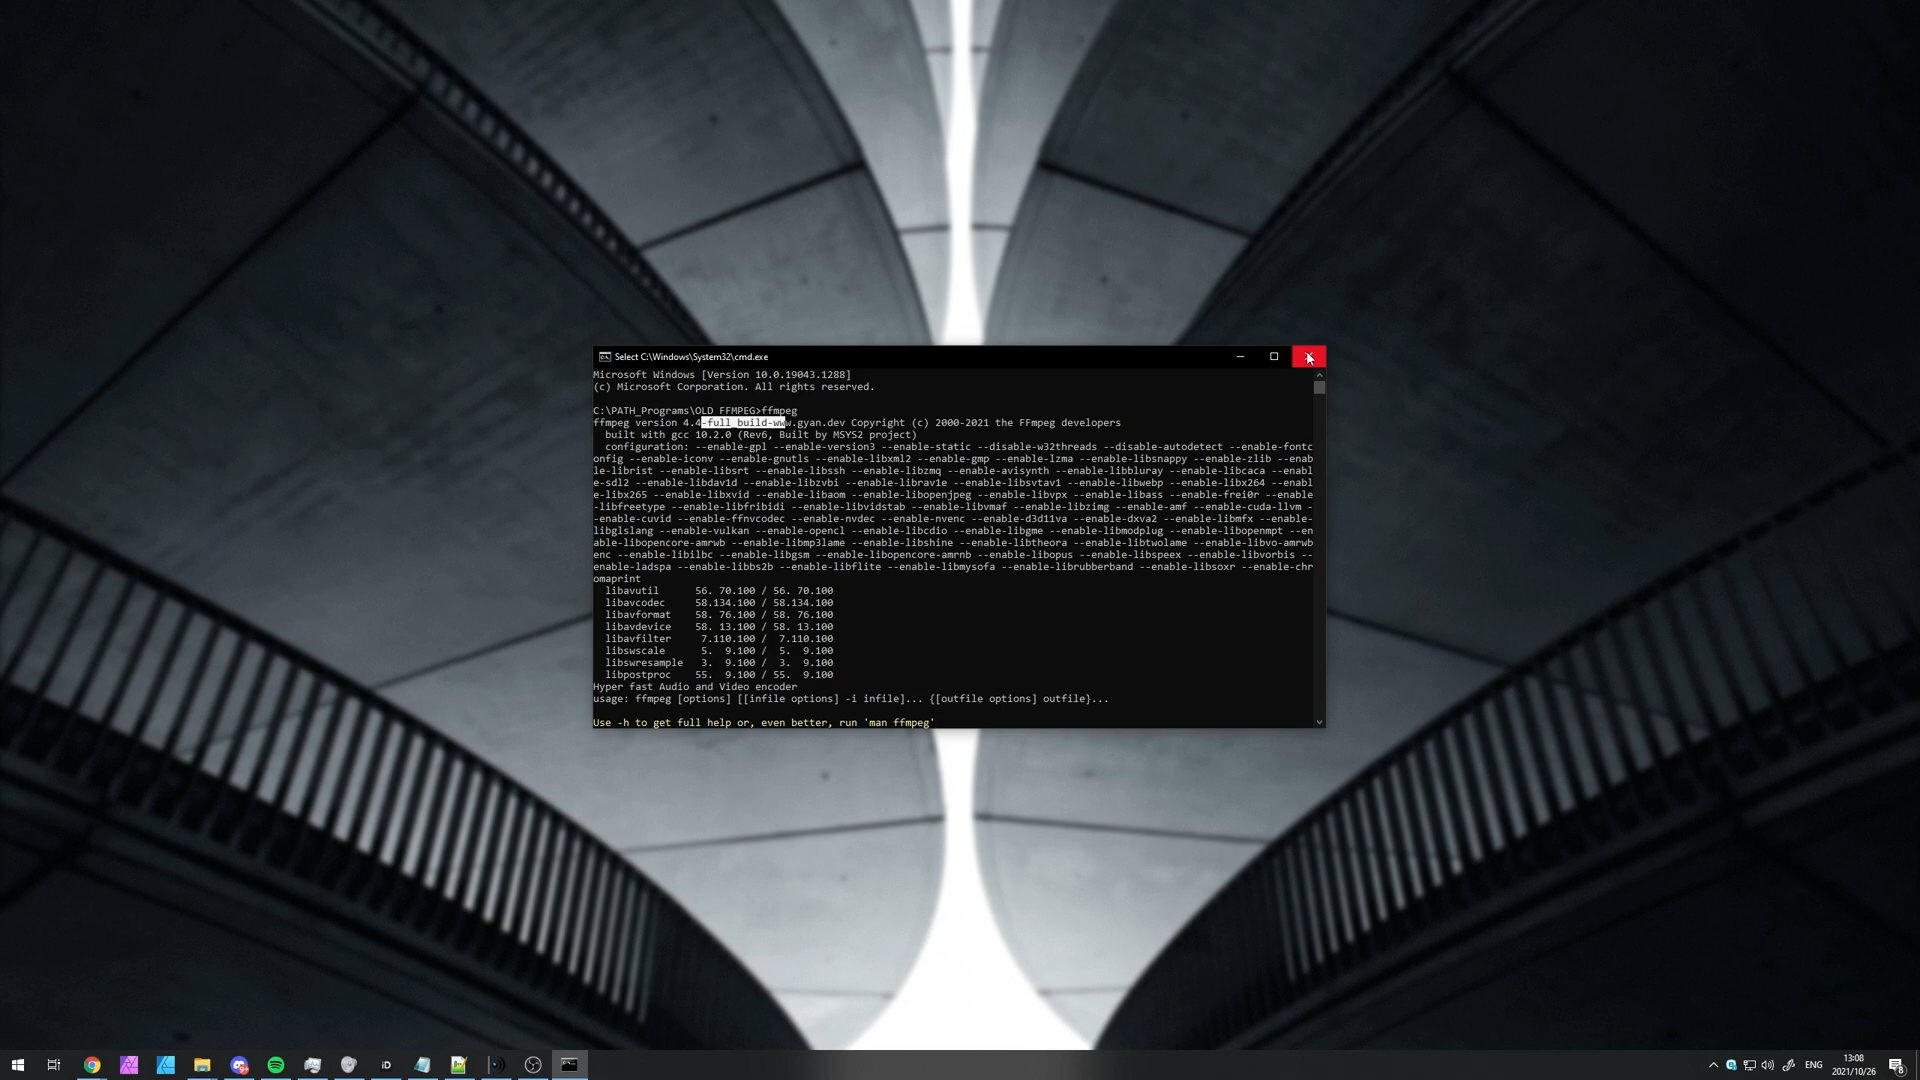 Select C:\Windows\System32\cmd.exe
Microsoft Windows [Version 10.0.19043.1288]
(c) Microsoft Corporation. All rights reserved.
C:\PATH_Programs\OLD FFMPEG>ffmpeg
ffmpeg version 4.4-full_build-www.gyan.dev Copyright (c) 2000-2021 the FFmpeg developers
built with gcc 10.2.0 (Rev6, Built by MSYS2 project)
configuration: --enable-gpl --enable-version3 --enable-static --disable-w32threads --disable-autodetect --enable-fontc
onfig --enable-iconv --enable-gnutls --enable-libxml2 --enable-gmp --enable-lzma --enable-libsnappy --enable-zlib --enab
le-librist --enable-libsrt --enable-libssh --enable-libzmq --enable-avisynth --enable-libbluray --enable-libcaca --enabl
e-sdl2 --enable-libdav1d --enable-libzvbi --enable-librav1e --enable-libsvtav1 --enable-libwebp --enable-libx264 --enabl
e-libx265 --enable-libxvid --enable-libaom --enable-libopenjpeg --enable-libvpx --enable-libass --enable-frei0r --enable
-libfreetype --enable-libfribidi --enable-libvidstab --enable-libvmaf --enable-libzimg --enable-amf --enable-cuda-llvm -
-enable-cuvid --enable-ffnvcodec --enable-nvdec --enable-nvenc --enable-d3d11va --enable-dxva2 --enable-libmfx --enable-
libglslang --enable-vulkan --enable-opencl --enable-libcdio --enable-libgme --enable-libmodplug --enable-libopenmpt --en
able-libopencore-amrwb --enable-libmp3lame --enable-libshine --enable-libtheora --enable-libtwolame --enable-libvo-amrwb
enc --enable-libilbc --enable-libgsm --enable-libopencore-amrnb --enable-libopus --enable-libspeex --enable-libvorbis --
enable-ladspa --enable-libbs2b --enable-libflite --enable-libmysofa --enable-librubberband --enable-libsoxr --enable-chr
omaprint
libavutil 56. 70.100 / 56. 70.100
libavcodec 58.134.100 / 58.134.100
libavformat 58. 76.100 / 58. 76.100
libavdevice 58. 13.100 / 58. 13.100
libavfilter 7.110.100 / 7.110.100
libswscale 5. 9.100 / 5. 9.100
libswresample 3. 9.100 / 3. 9.100
libpostproc 55. 9.100 / 55. 9.100
Hyper fast Audio and Video encoder
usage: ffmpeg [options] [[infile options] -i infile]... {[outfile options] outfile}...
Use -h to get full help or, even better, run 'man ffmpeg'
9+
iD
ENG
13:08
2021/10/26
8